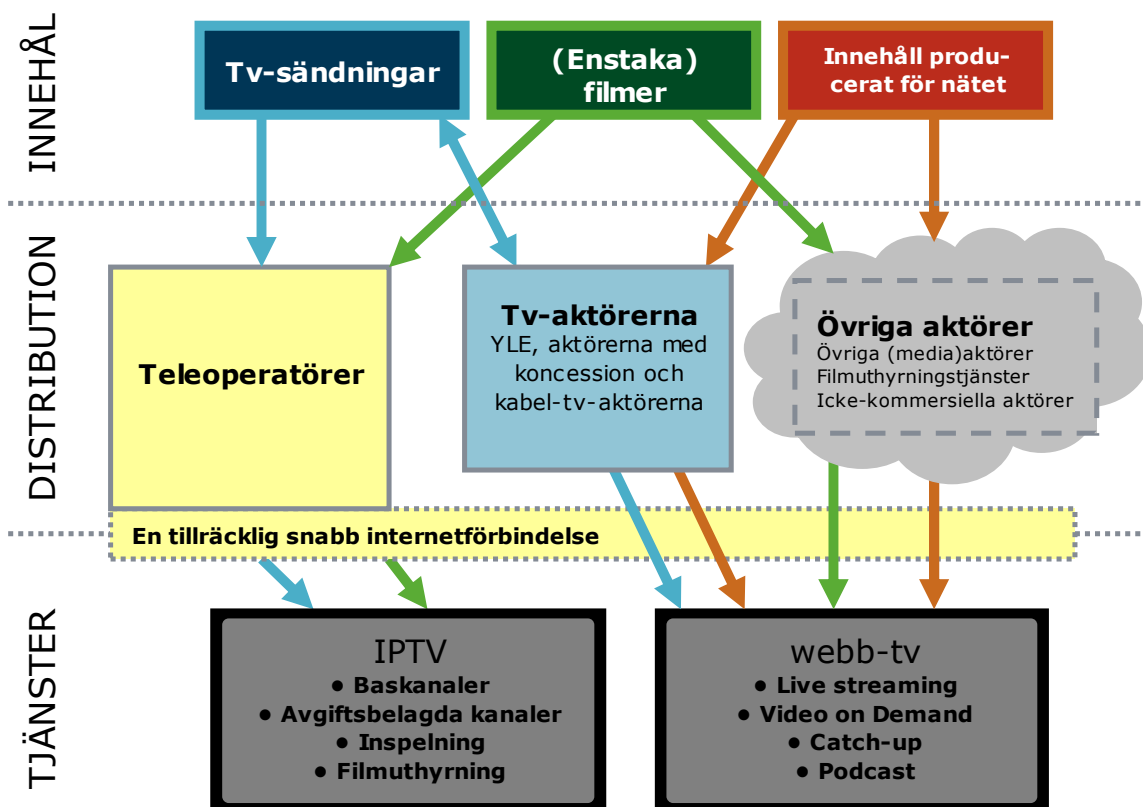 INNEHÅL
Tv-sändningar
(Enstaka)
filmer
Innehåll produ-
cerat för nätet
DISTRIBUTION
Teleoperatörer
Tv-aktörerna
YLE, aktörerna med
koncession och
kabel-tv-aktörerna
Övriga aktörer
Övriga (media)aktörer
Filmuthyrningstjänster
Icke-kommersiella aktörer
En tillräcklig snabb internetförbindelse
TJÄNSTER
IPTV
● Baskanaler
● Avgiftsbelagda kanaler
● Inspelning
● Filmuthyrning
webb-tv
● Live streaming
● Video on Demand
● Catch-up
● Podcast